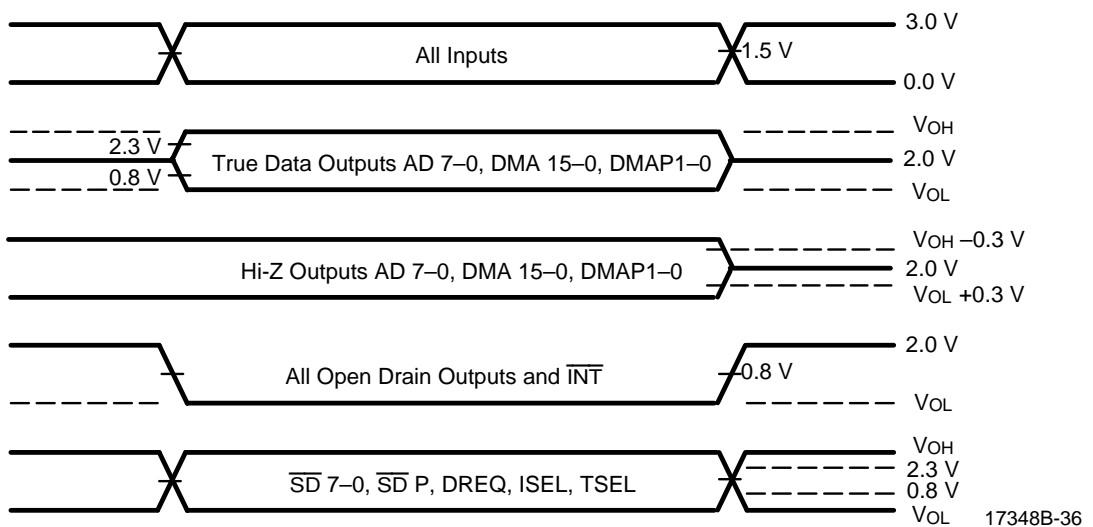 3.0 V
All Inputs
1.5 V
0.0 V
VOH
2.3 V
True Data Outputs AD 7–0, DMA 15–0, DMAP1–0
2.0 V
0.8 V
VOL
VOH –0.3 V
Hi-Z Outputs AD 7–0, DMA 15–0, DMAP1–0
2.0 V
VOL +0.3 V
2.0 V
All Open Drain Outputs and I̅N̅T̅
0.8 V
VOL
VOH
2.3 V
S̅D̅ 7–0, S̅D̅ P, DREQ, ISEL, TSEL
0.8 V
VOL
17348B-36